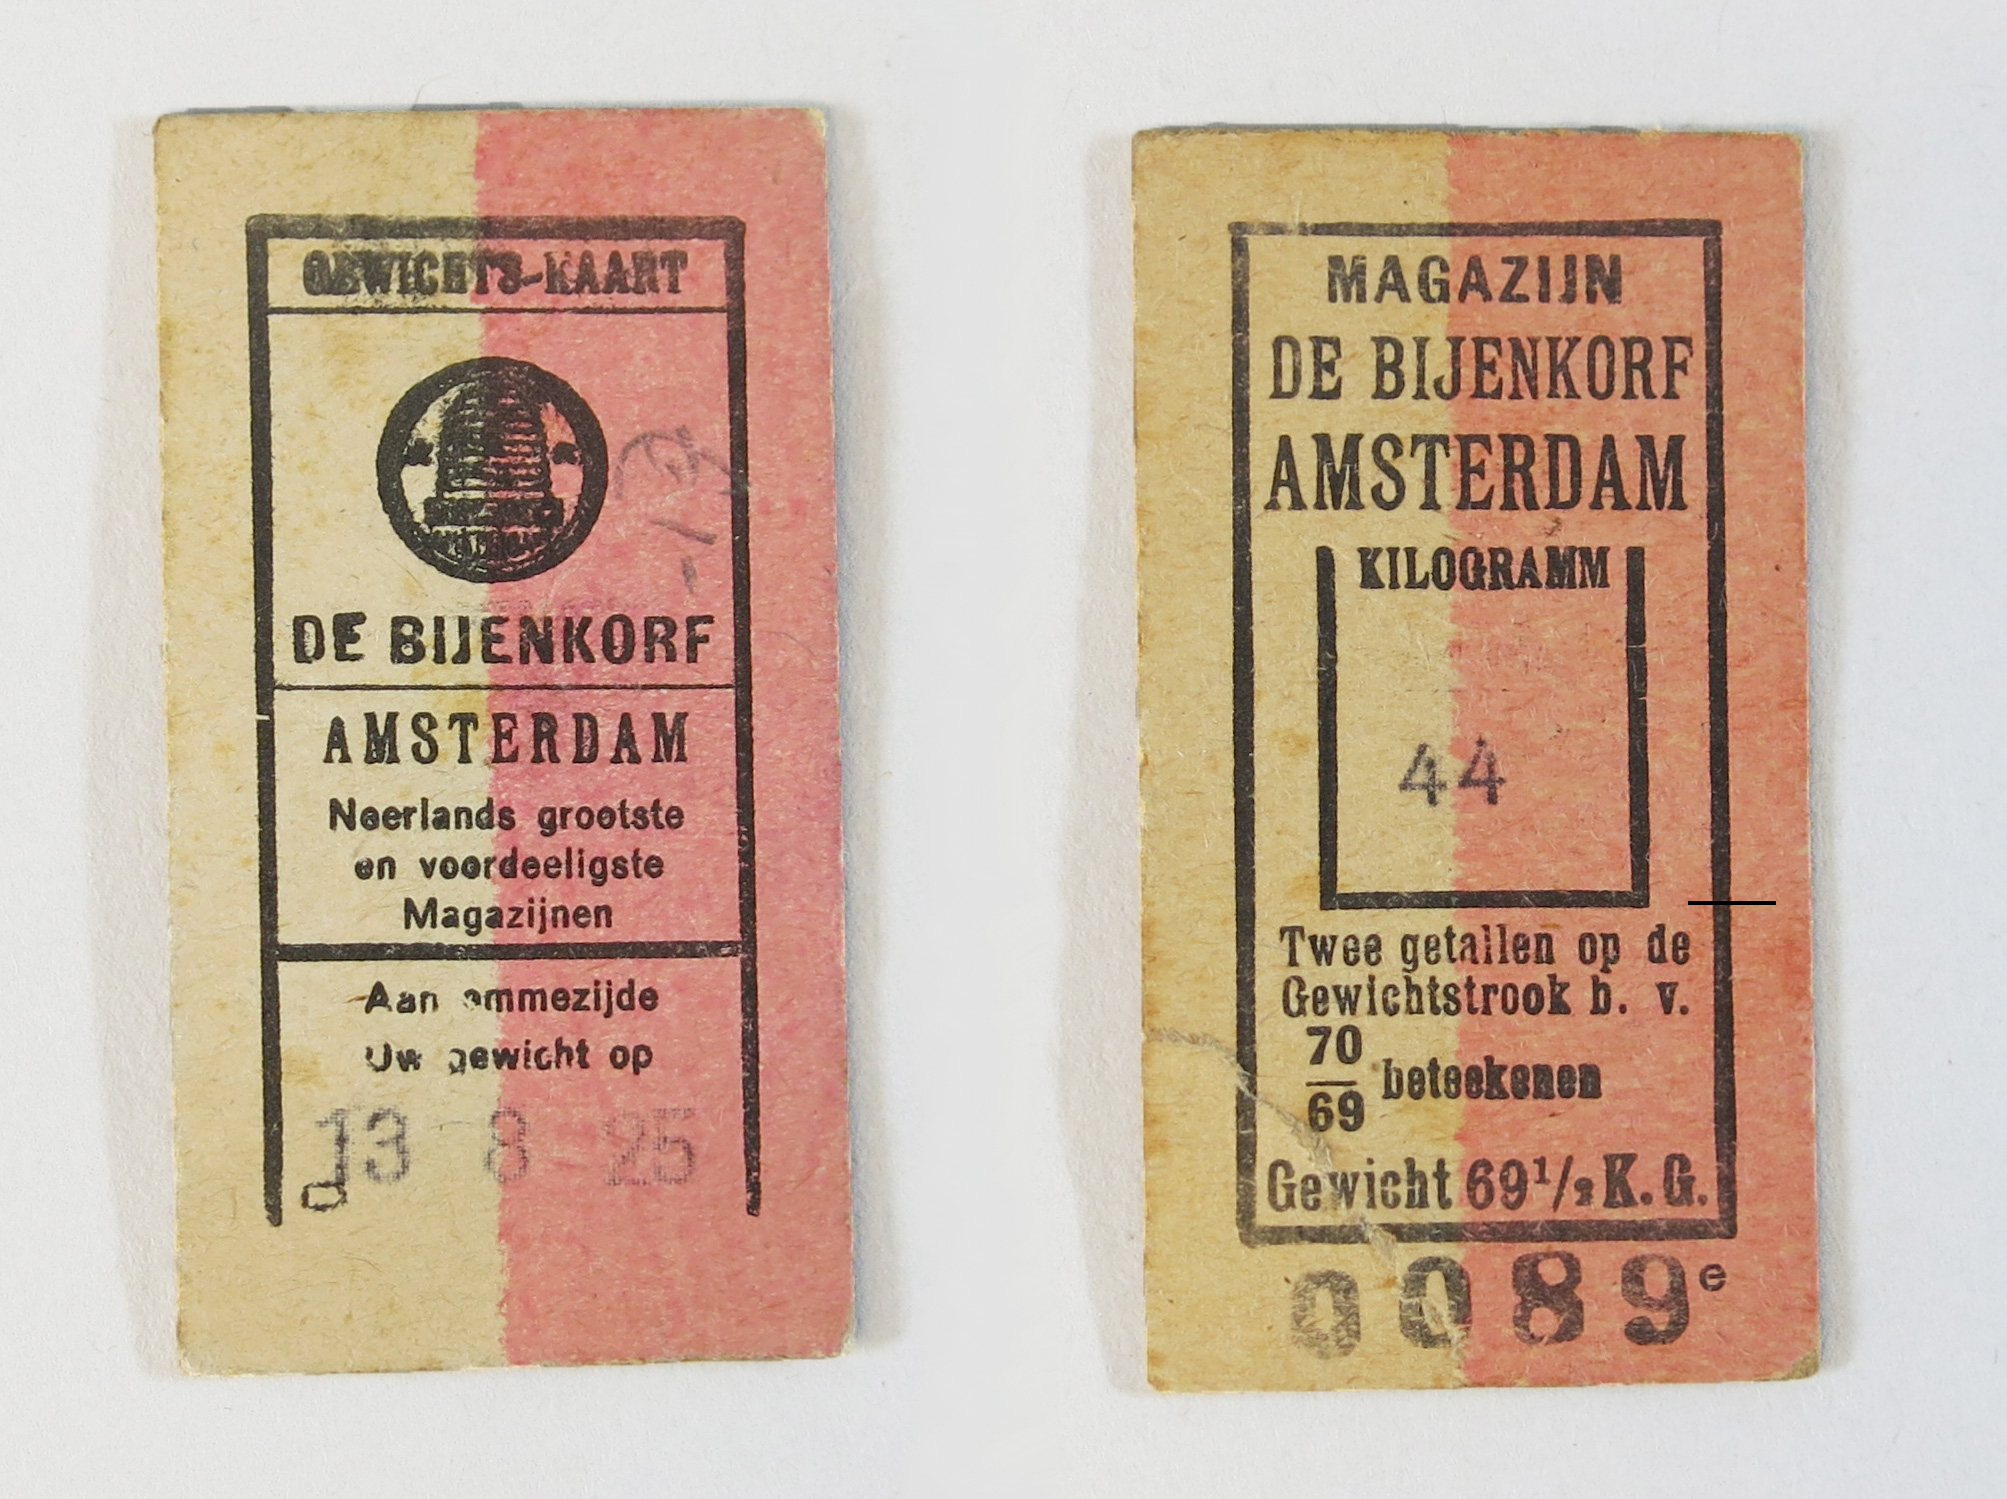 GEWICHTS-KAART
DE BIJENKORF
AMSTERDAM
Neerlands grootste
en voordeeligste
Magazijnen
Aan ommezijde
Uw gewicht op
13 8 25
MAGAZIJN
DE BIJENKORF
AMSTERDAM
KILOGRAMM
44
Twee getallen op de
Gewichtstrook b. v.
70
69
beteekenen
Gewicht 69½ K. G.
0089e